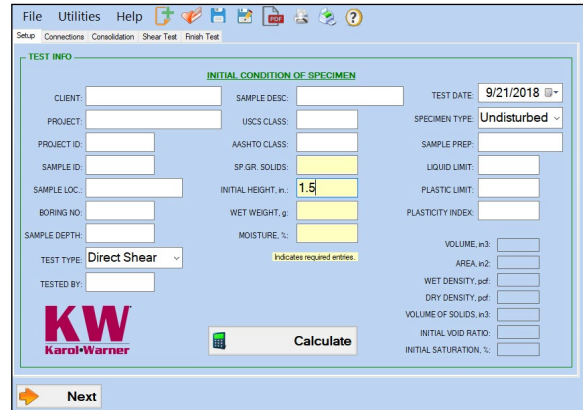 File Utilities Help PDF ?
Setup Connections Consolidation Shear Test Finish Test
TEST INFO
INITIAL CONDITION OF SPECIMEN
CLIENT:
PROJECT:
PROJECT ID:
SAMPLE ID:
SAMPLE LOC.:
BORING NO:
SAMPLE DEPTH:
TEST TYPE: Direct Shear
TESTED BY:
SAMPLE DESC:
USCS CLASS:
AASHTO CLASS:
SP.GR. SOLIDS:
INITIAL HEIGHT, in.: 1.5
WET WEIGHT, g:
MOISTURE, %:
Indicates required entries.
TEST DATE: 9/21/2018
SPECIMEN TYPE: Undisturbed
SAMPLE PREP:
LIQUID LIMIT:
PLASTIC LIMIT:
PLASTICITY INDEX:
VOLUME, in3:
AREA, in2:
WET DENSITY, pcf:
DRY DENSITY, pcf:
VOLUME OF SOLIDS, in3:
INITIAL VOID RATIO:
INITIAL SATURATION, %:
KW
Karol•Warner
Calculate
Next